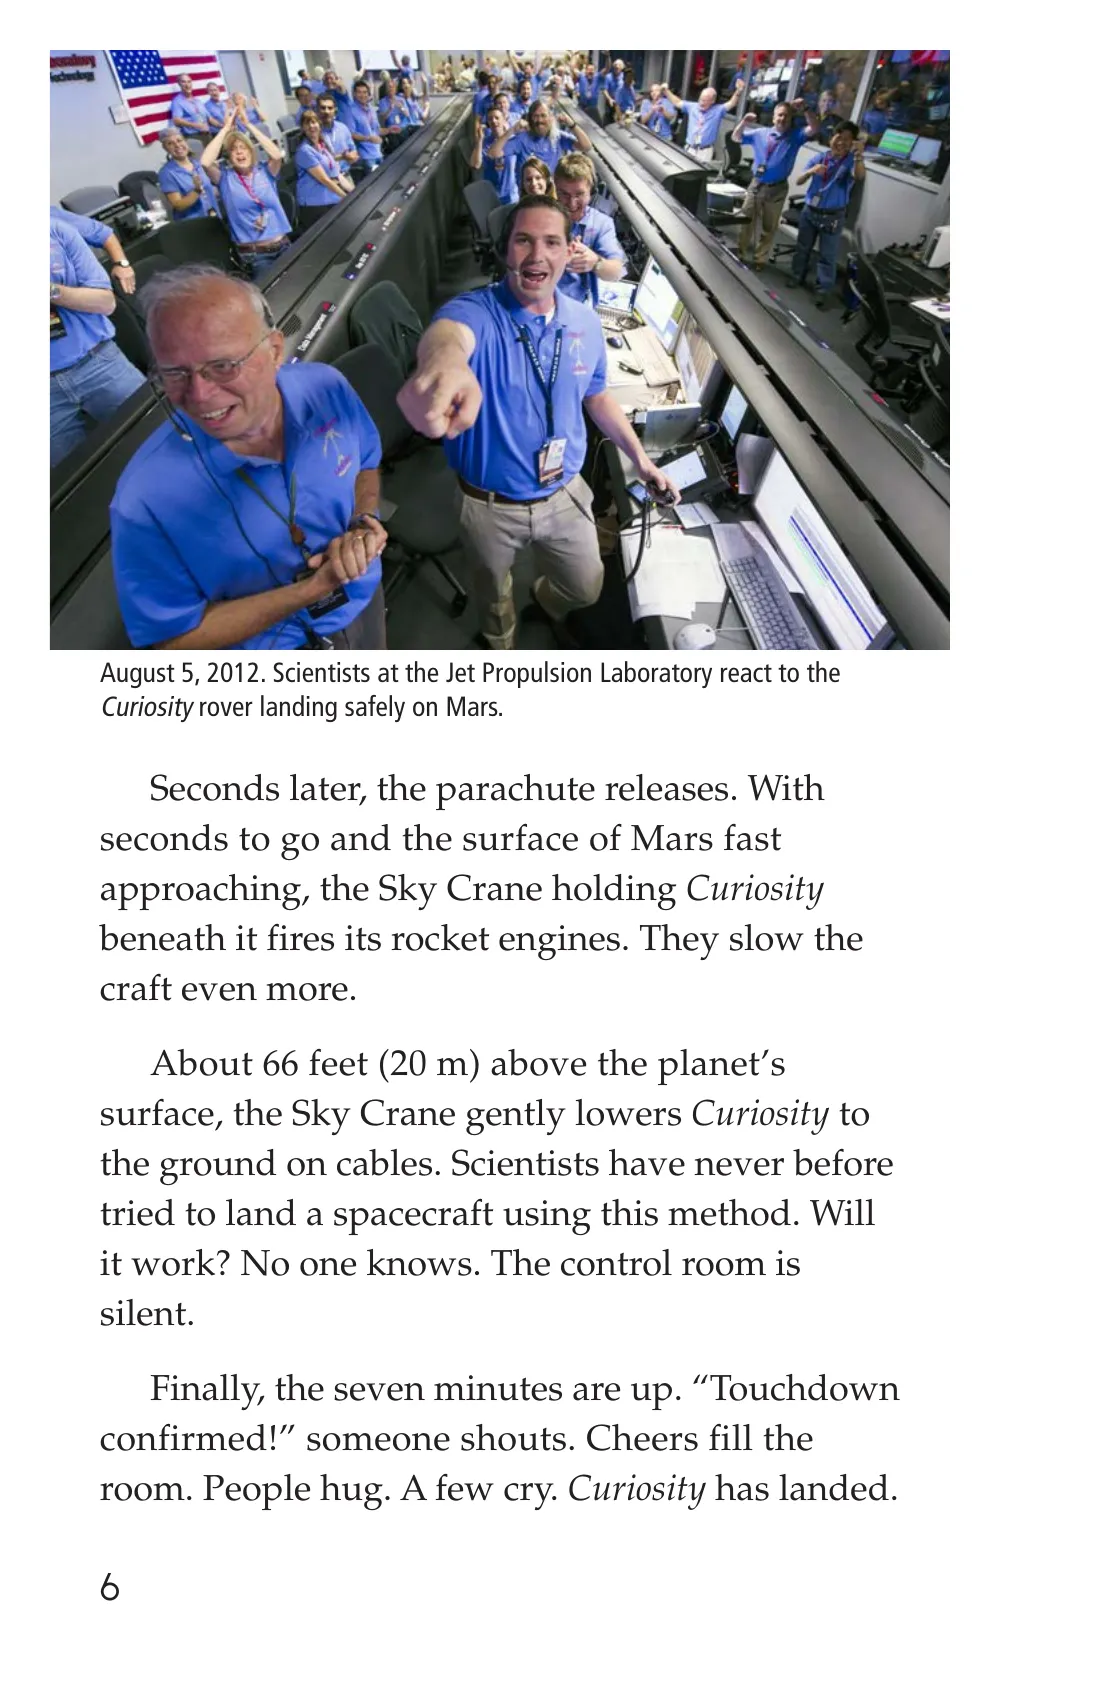 Laboratory
Technology
Data Management
August 5, 2012. Scientists at the Jet Propulsion Laboratory react to the
Curiosity rover landing safely on Mars.
Seconds later, the parachute releases. With
seconds to go and the surface of Mars fast
approaching, the Sky Crane holding Curiosity
beneath it fires its rocket engines. They slow the
craft even more.
About 66 feet (20 m) above the planet’s
surface, the Sky Crane gently lowers Curiosity to
the ground on cables. Scientists have never before
tried to land a spacecraft using this method. Will
it work? No one knows. The control room is
silent.
Finally, the seven minutes are up. “Touchdown
confirmed!” someone shouts. Cheers fill the
room. People hug. A few cry. Curiosity has landed.
6